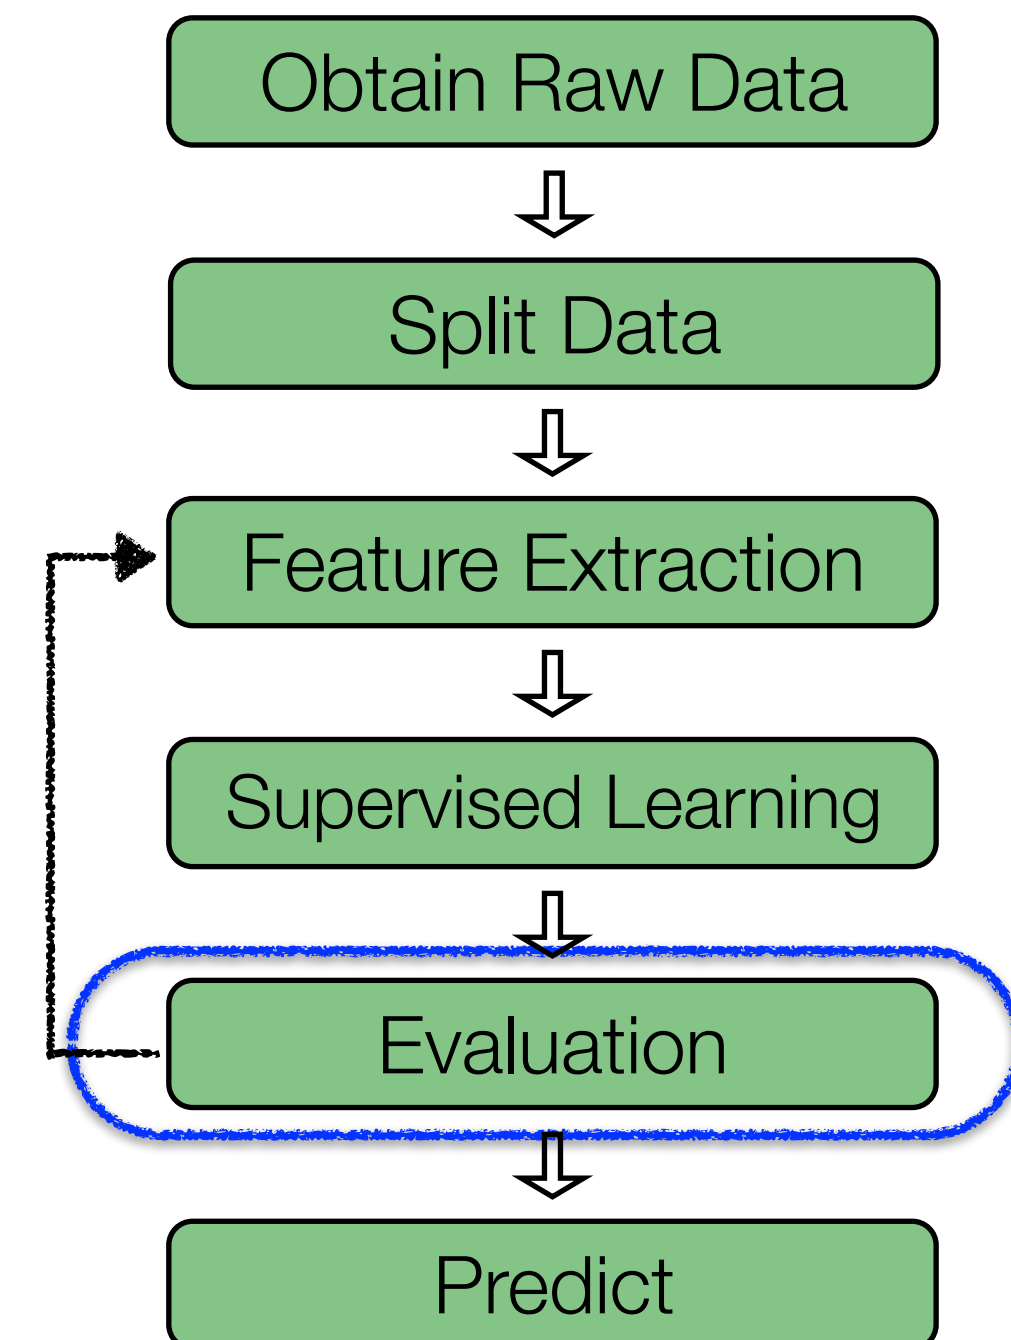 Obtain Raw Data
Split Data
Feature Extraction
Supervised Learning
Evaluation
Predict